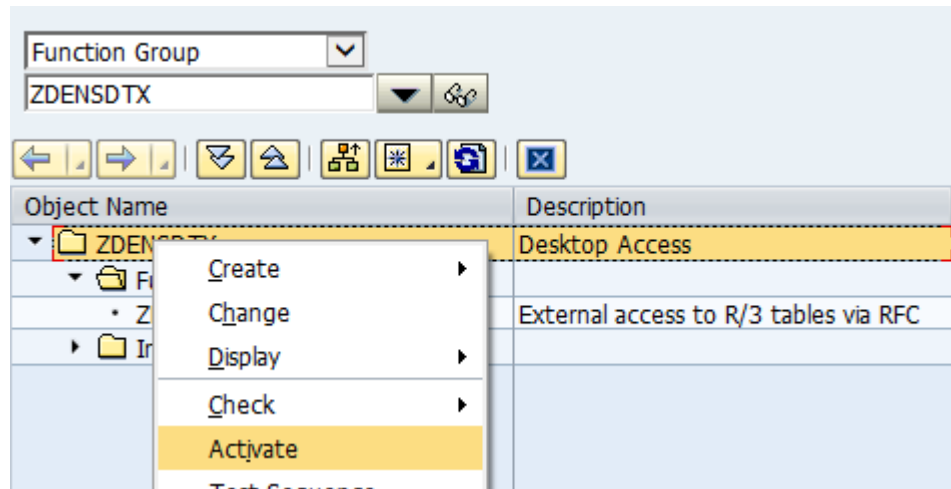 Function Group
ZDENSDTX
Object Name Description
Desktop Access
Create
Change
External access to R/3 tables via RFC
Display
Check
Activate